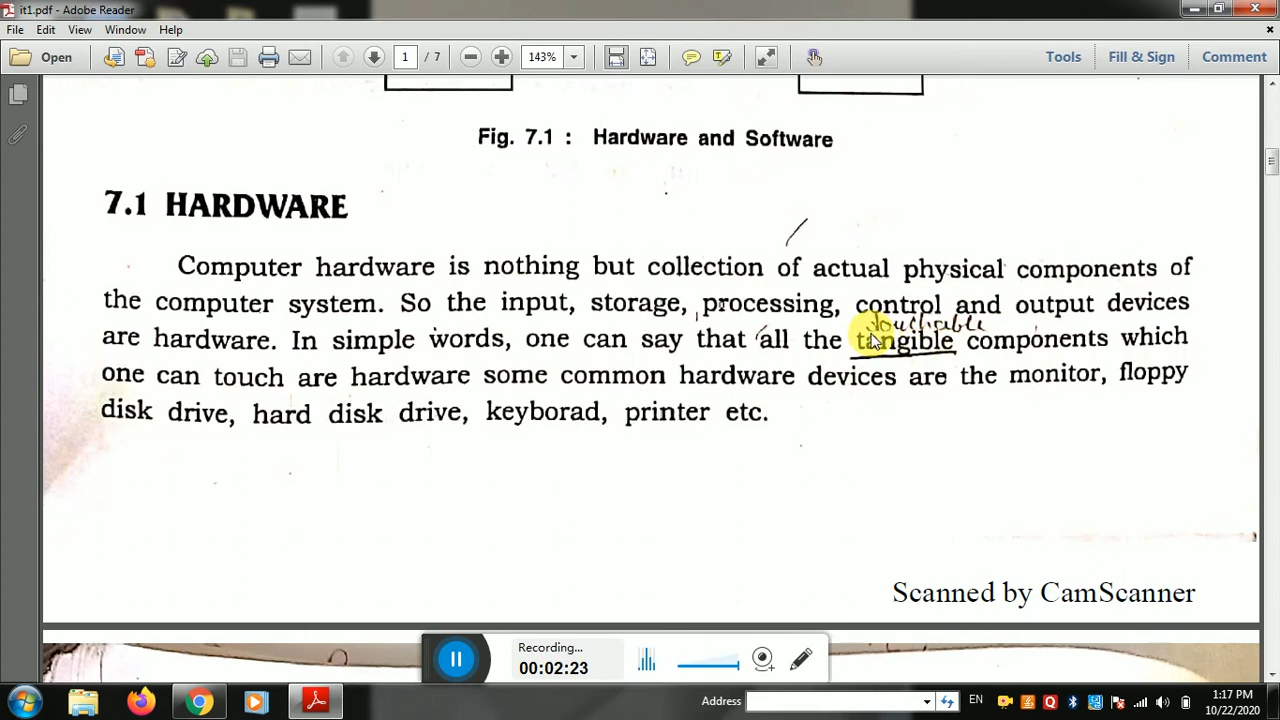 it1.pdf - Adobe Reader
File Edit View Window Help
Open 1 / 7 143% Tools Fill & Sign Comment
Fig. 7.1 : Hardware and Software
7.1 HARDWARE
Computer hardware is nothing but collection of actual physical components of
the computer system. So the input, storage, processing, control and output devices
touchable
are hardware. In simple words, one can say that all the tangible components which
one can touch are hardware some common hardware devices are the monitor, floppy
disk drive, hard disk drive, keyborad, printer etc.
Scanned by CamScanner
Recording...
00:02:23
Address EN 1:17 PM
10/22/2020